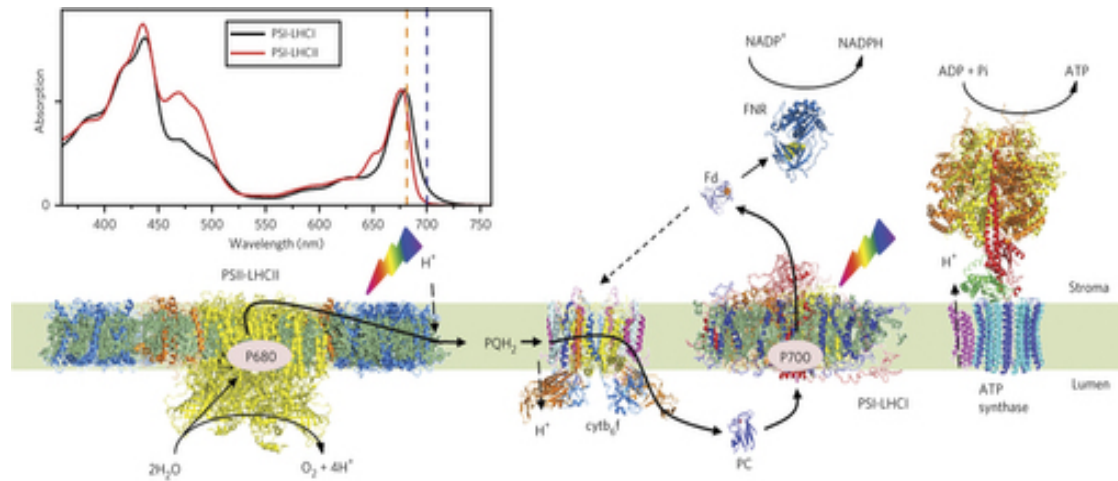 PSI-LHCI
PSI-LHCII
Absorption
0
400
450
500
550
600
650
700
750
Wavelength (nm)
NADP⁺
NADPH
FNR
Fd
ADP + Pi
ATP
PSII-LHCII
H⁺
H⁺
Stroma
P680
PQH₂
P700
Lumen
H⁺
cytb₆f
PC
PSI-LHCI
ATP
synthase
2H₂O
O₂ + 4H⁺